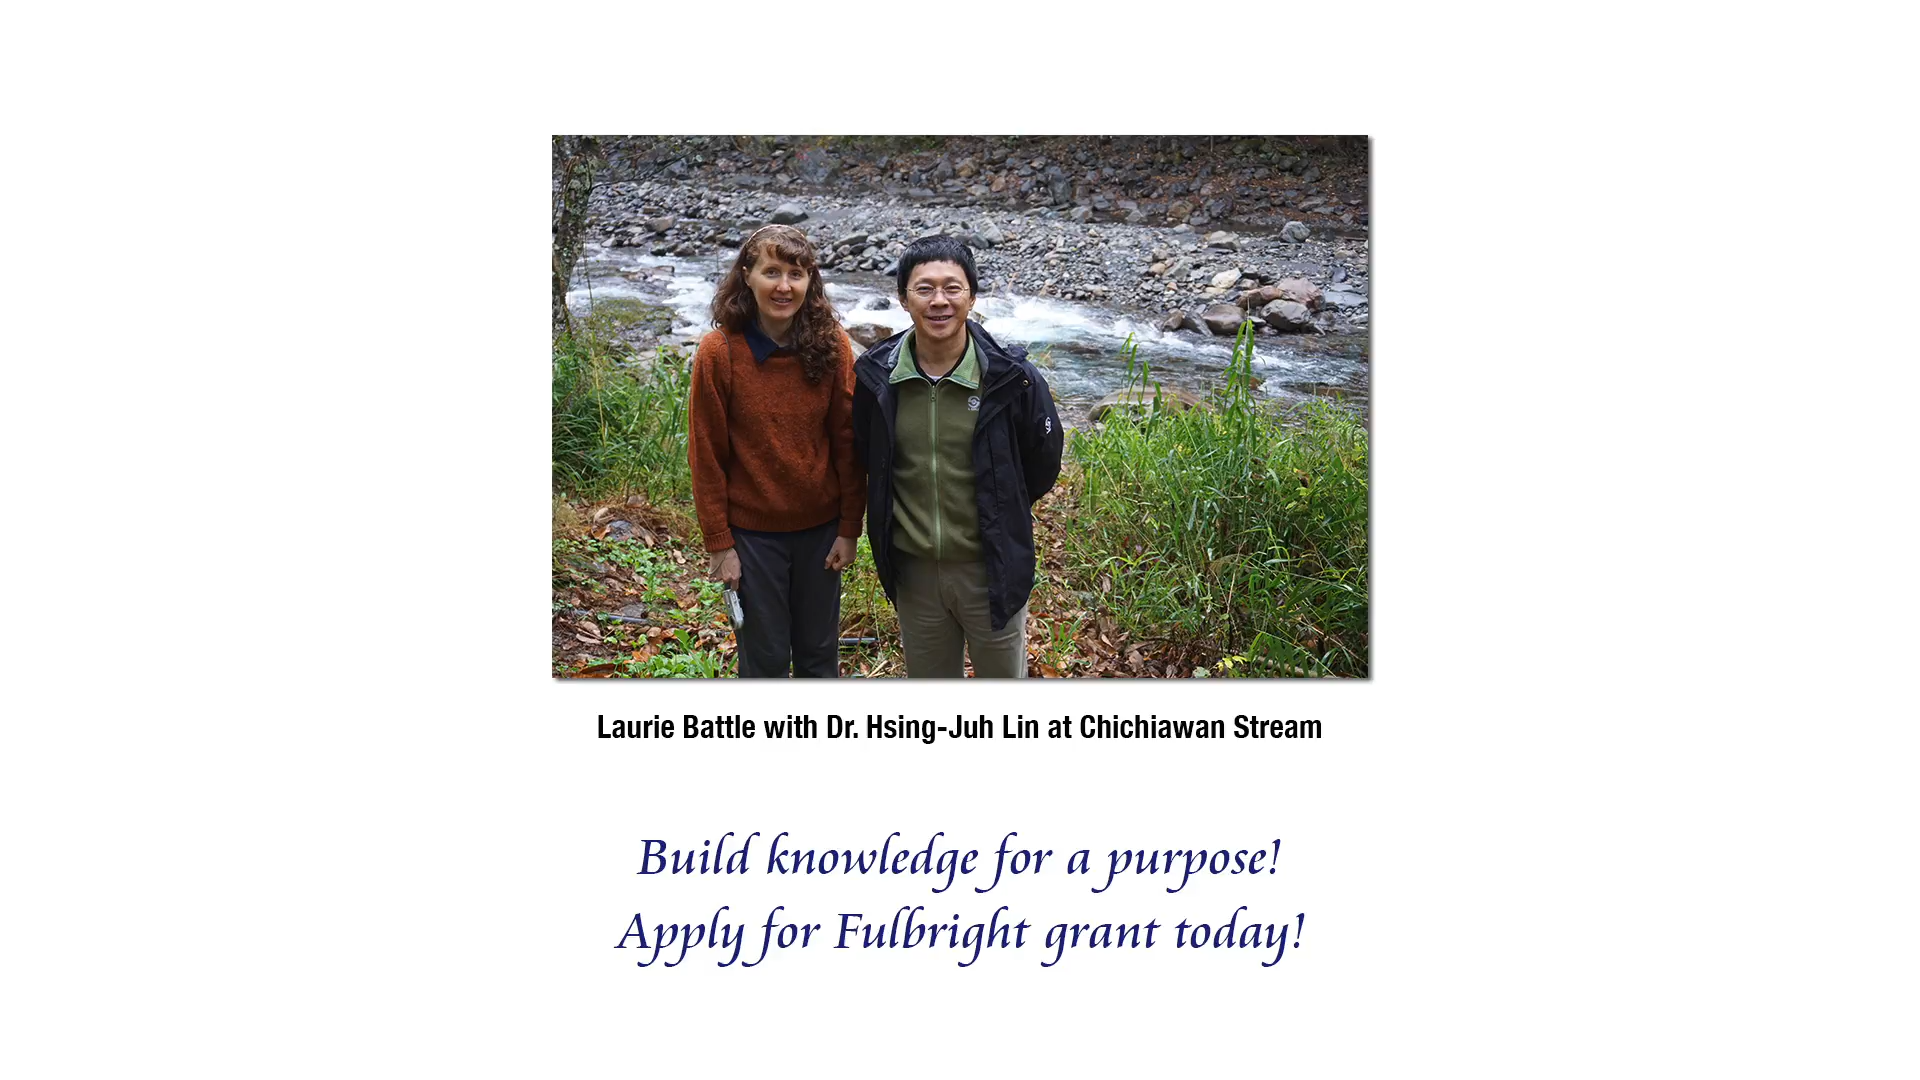 Laurie Battle with Dr. Hsing-Juh Lin at Chichiawan Stream
Build knowledge for a purpose!
Apply for Fulbright grant today!